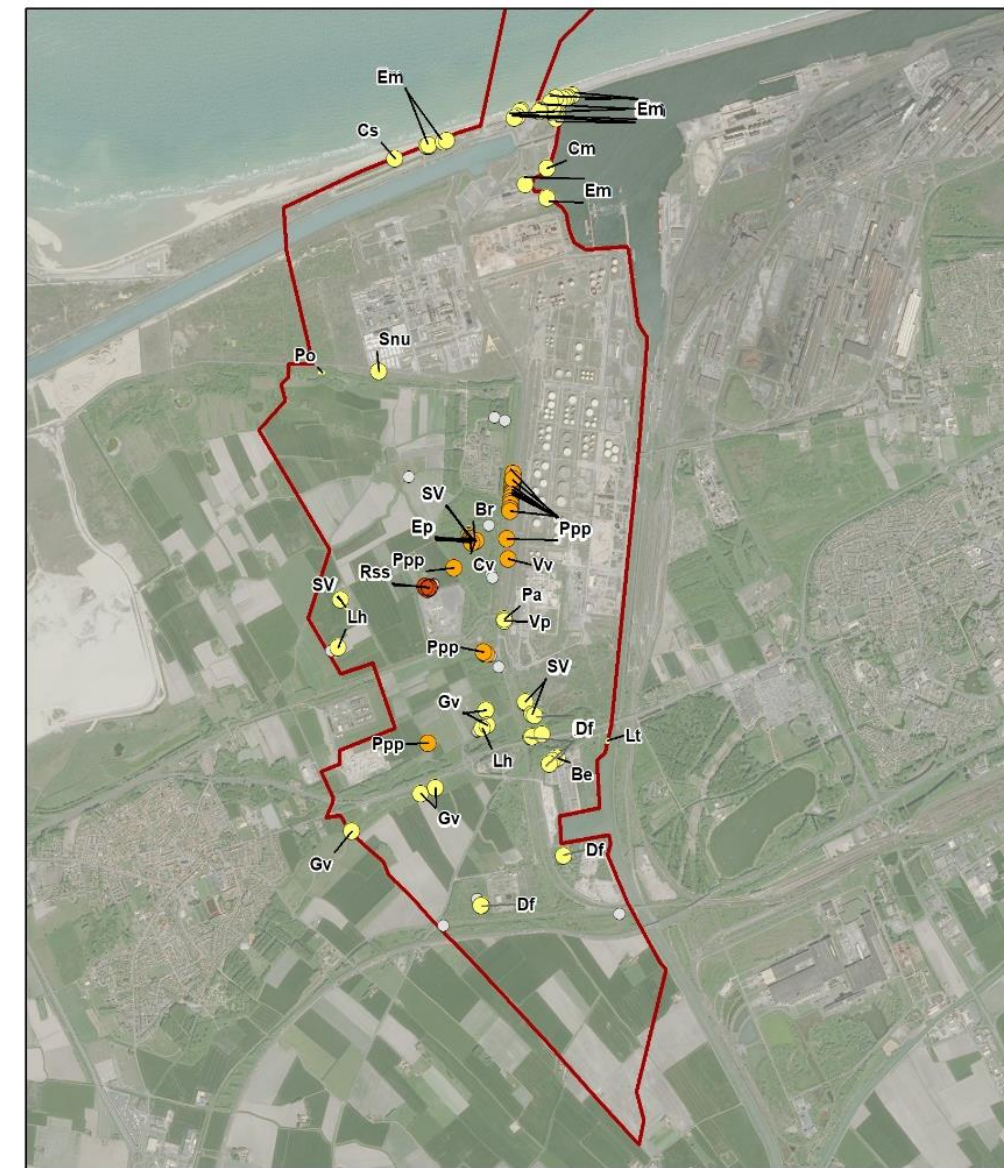 Em
Em
Cs
Cm
Em
Snu
Po
SV
Br
Ep
Ppp
Ppp
Cv
Vv
Rss
SV
Pa
Lh
Vp
Ppp
SV
Gv
Df
Lt
Ppp
Lh
Be
Gv
Gv
Df
Df